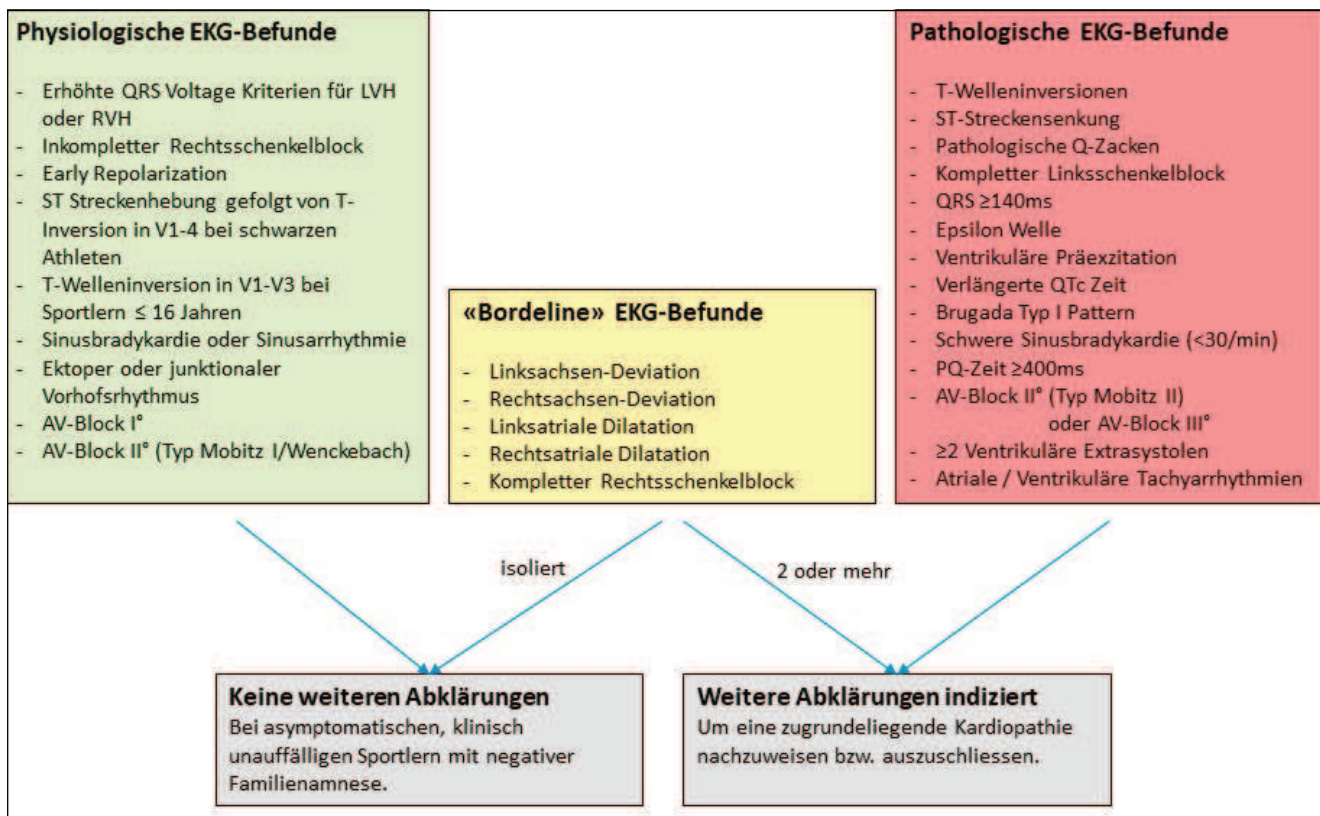 Physiologische EKG-Befunde
- Erhöhte QRS Voltage Kriterien für LVH
oder RVH
- Inkompletter Rechtsschenkelblock
- Early Repolarization
- ST Streckenhebung gefolgt von T-
Inversion in V1-4 bei schwarzen
Athleten
- T-Welleninversion in V1-V3 bei
Sportlern ≤ 16 Jahren
- Sinusbradykardie oder Sinusarrhythmie
- Ektoper oder junktionaler
Vorhofsrhythmus
- AV-Block I°
- AV-Block II° (Typ Mobitz I/Wenckebach)
«Bordeline» EKG-Befunde
- Linksachsen-Deviation
- Rechtsachsen-Deviation
- Linksatriale Dilatation
- Rechtsatriale Dilatation
- Kompletter Rechtsschenkelblock
Pathologische EKG-Befunde
- T-Welleninversionen
- ST-Streckensenkung
- Pathologische Q-Zacken
- Kompletter Linksschenkelblock
- QRS ≥140ms
- Epsilon Welle
- Ventrikuläre Präexzitation
- Verlängerte QTc Zeit
- Brugada Typ I Pattern
- Schwere Sinusbradykardie (<30/min)
- PQ-Zeit ≥400ms
- AV-Block II° (Typ Mobitz II)
oder AV-Block III°
- ≥2 Ventrikuläre Extrasystolen
- Atriale / Ventrikuläre Tachyarrhythmien
isoliert
2 oder mehr
Keine weiteren Abklärungen
Bei asymptomatischen, klinisch
unauffälligen Sportlern mit negativer
Familienamnese.
Weitere Abklärungen indiziert
Um eine zugrundeliegende Kardiopathie
nachzuweisen bzw. auszuschliessen.